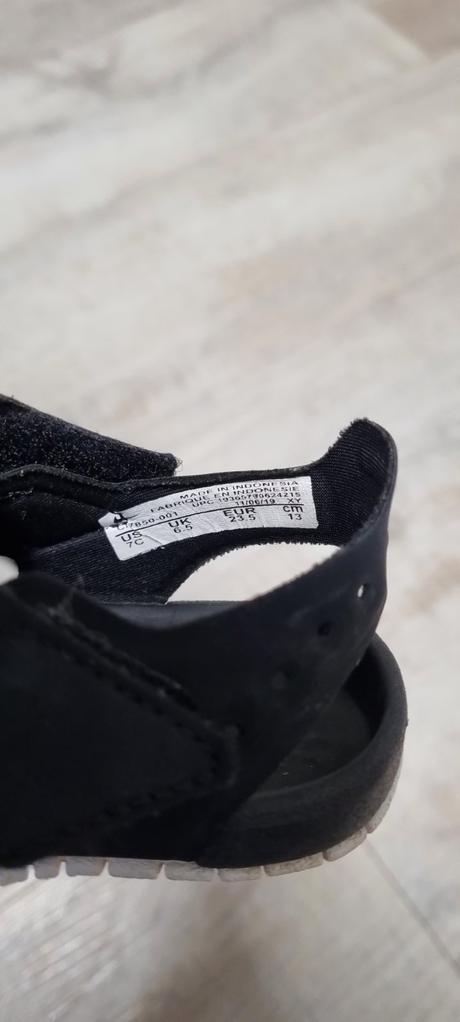 MADE IN INDONESIA
FABRIQUE EN INDONESIE
UPC 11/06/19 XY
US UK EUR cm
7C 6.5 23.5 13